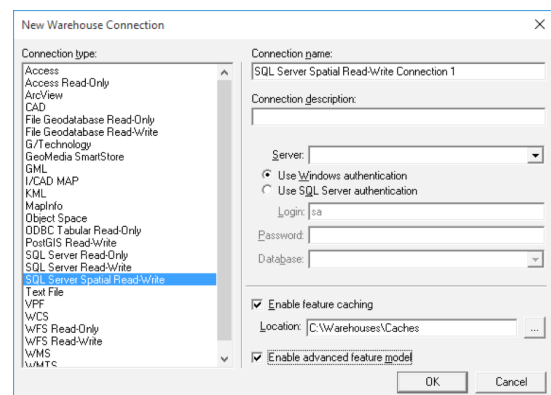 New Warehouse Connection
Connection type:
Access
Access Read-Only
ArcView
CAD
File Geodatabase Read-Only
File Geodatabase Read-Write
G/Technology
GeoMedia SmartStore
GML
I/CAD MAP
KML
MapInfo
Object Space
ODBC Tabular Read-Only
PostGIS Read-Write
SQL Server Read-Only
SQL Server Read-Write
SQL Server Spatial Read-Write
Text File
VPF
WCS
WFS Read-Only
WFS Read-Write
WMS
WMTS
Connection name:
SQL Server Spatial Read-Write Connection 1
Connection description:
Server:
Use Windows authentication
Use SQL Server authentication
Login: sa
Password:
Database:
Enable feature caching
Location: C:\Warehouses\Caches
...
Enable advanced feature model
OK Cancel